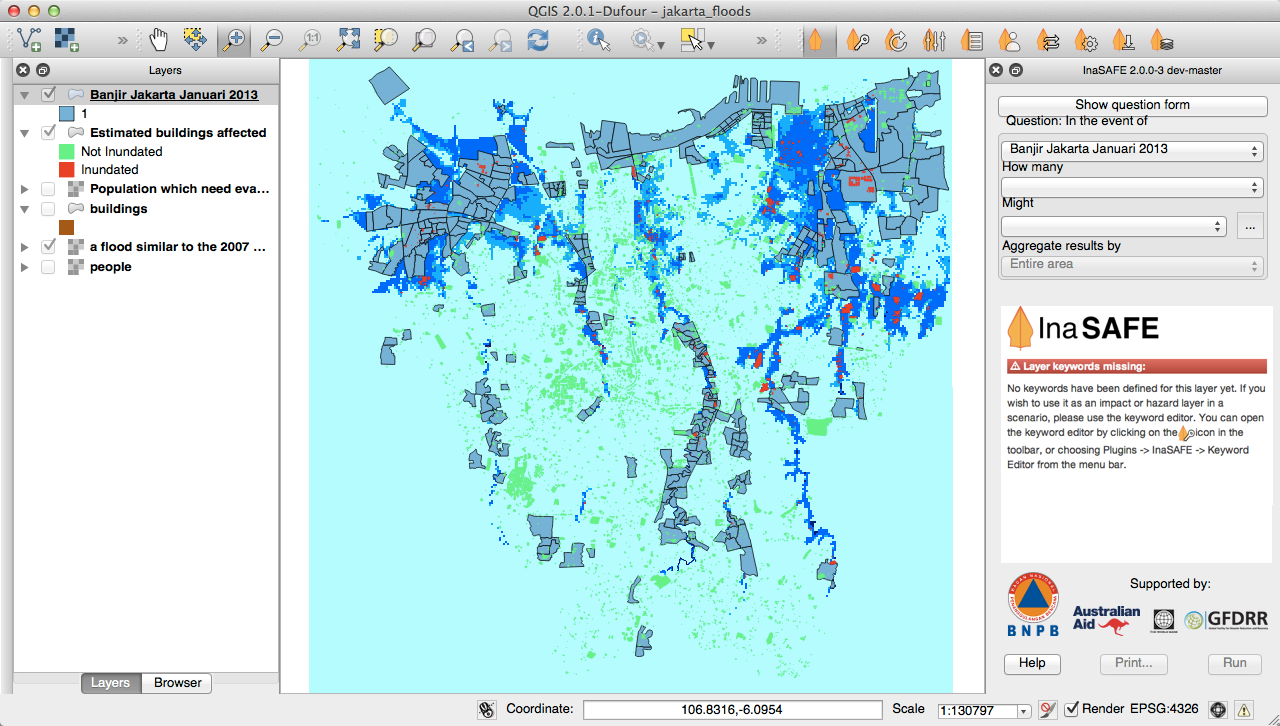 QGIS 2.0.1-Dufour – jakarta_floods
»
1:1
»
Layers
Banjir Jakarta Januari 2013
1
Estimated buildings affected
Not Inundated
Inundated
Population which need eva...
buildings
a flood similar to the 2007 ...
people
Layers
Browser
InaSAFE 2.0.0-3 dev-master
Show question form
Question: In the event of
Banjir Jakarta Januari 2013
How many
Might
...
Aggregate results by
Entire area
InaSAFE
Layer keywords missing:
No keywords have been defined for this layer yet. If you
wish to use it as an impact or hazard layer in a
scenario, please use the keyword editor. You can open
the keyword editor by clicking on the icon in the
toolbar, or choosing Plugins -> InaSAFE -> Keyword
Editor from the menu bar.
Supported by:
BNPB
Australian
Aid
GFDRR
Help
Print...
Run
Coordinate:
106.8316,-6.0954
Scale
1:130797
Render
EPSG:4326